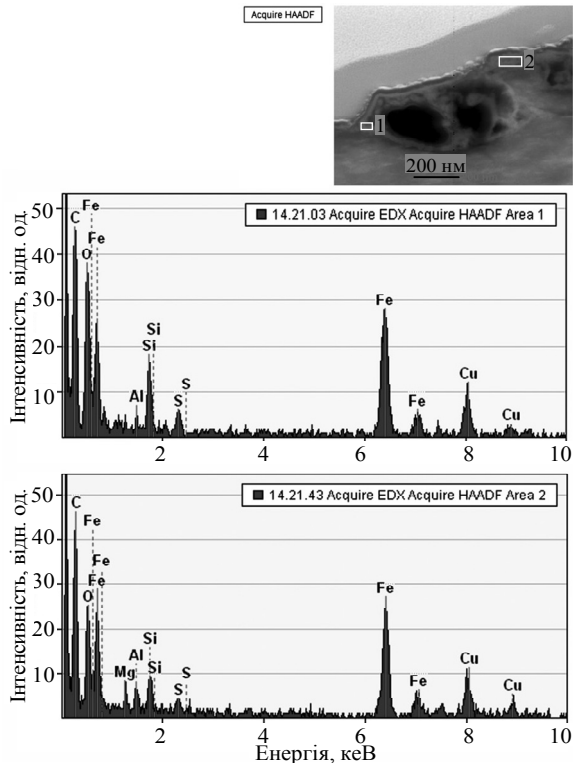 Acquire HAADF
2
1
200 нм
Інтенсивність, відн. од.
50
40
30
20
10
14.21.03 Acquire EDX Acquire HAADF Area 1
C
Fe
O
Fe
Al
Si
Si
S
S
Fe
Fe
Cu
Cu
2
4
6
8
10
Інтенсивність, відн. од.
50
40
30
20
10
14.21.43 Acquire EDX Acquire HAADF Area 2
C
Fe
O
Fe
Fe
Mg
Al
Si
Si
S
S
Fe
Fe
Cu
Cu
2
4
6
8
10
Енергія, кеВ